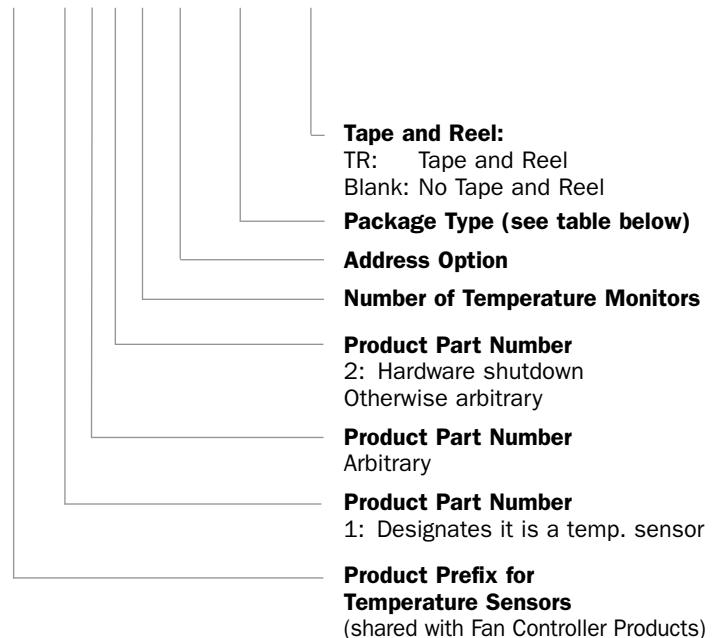 Tape and Reel:
TR: Tape and Reel
Blank: No Tape and Reel
Package Type (see table below)
Address Option
Number of Temperature Monitors
Product Part Number
2: Hardware shutdown
Otherwise arbitrary
Product Part Number
Arbitrary
Product Part Number
1: Designates it is a temp. sensor
Product Prefix for
Temperature Sensors
(shared with Fan Controller Products)